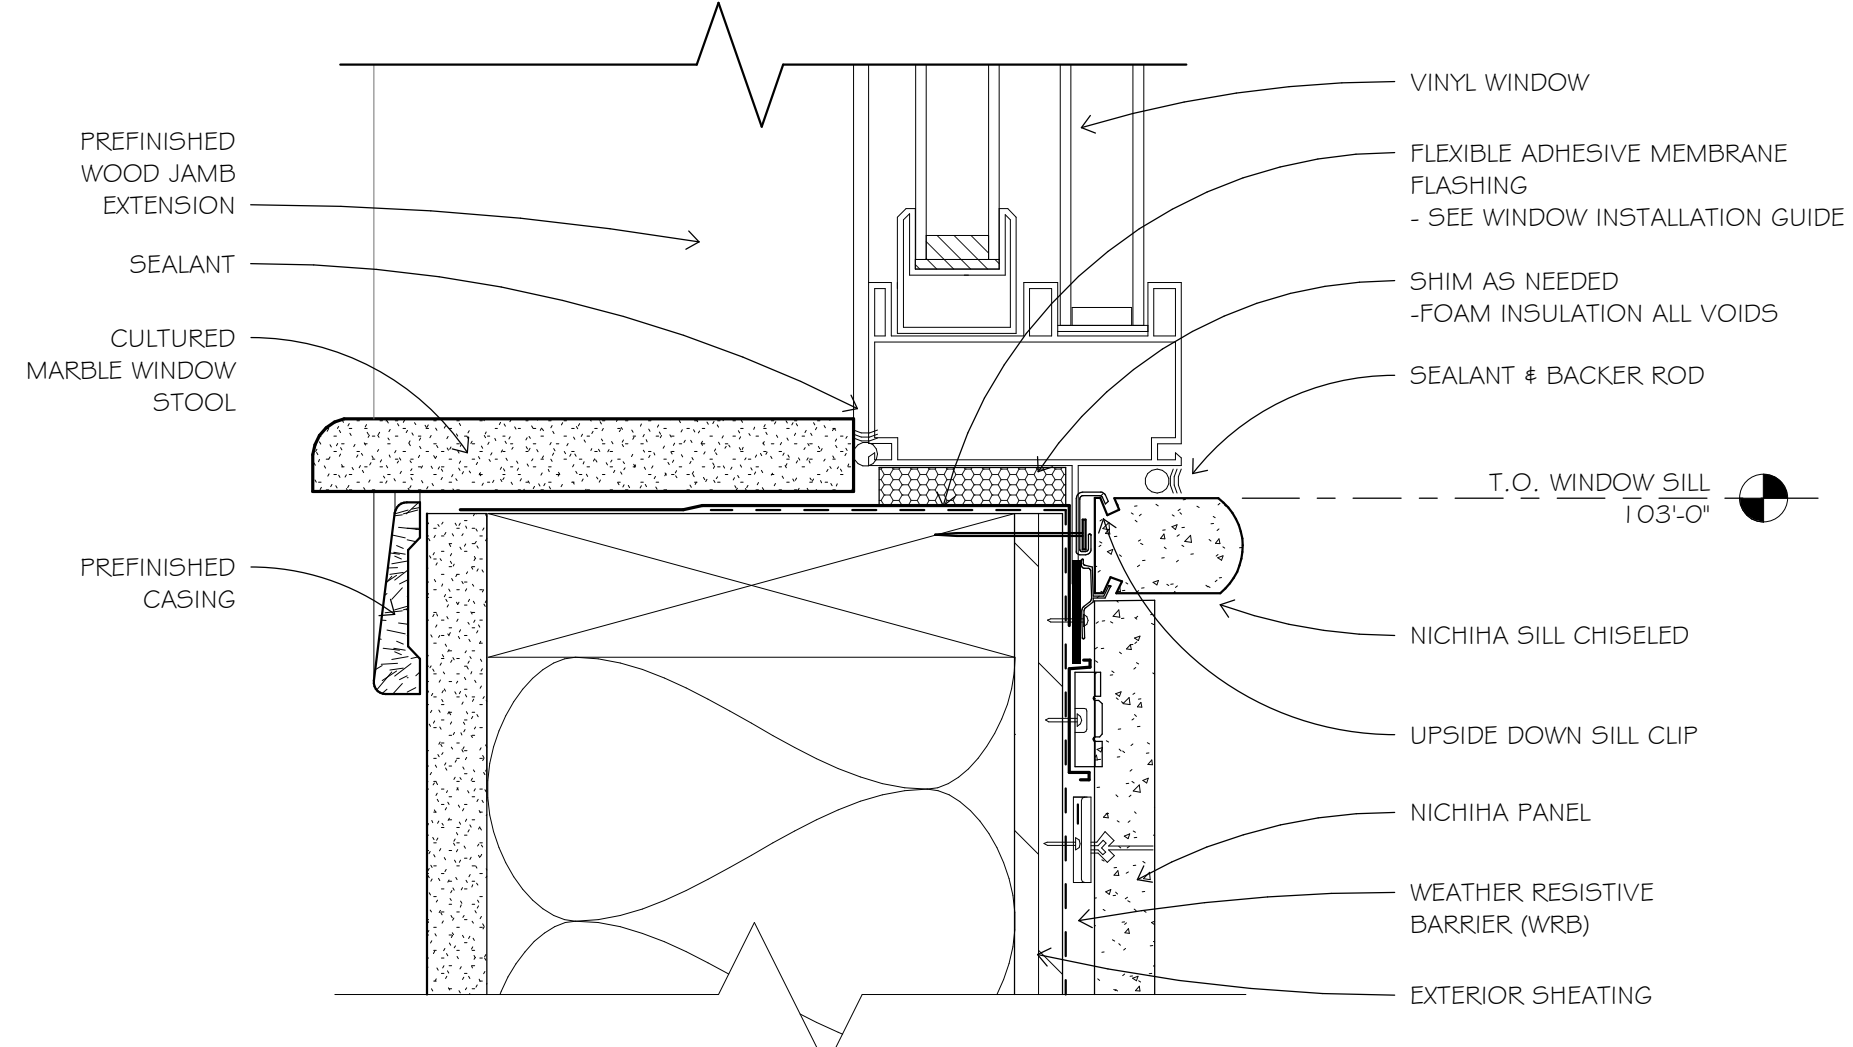 PREFINISHED
WOOD JAMB
EXTENSION
SEALANT
CULTURED
MARBLE WINDOW
STOOL
PREFINISHED
CASING
VINYL WINDOW
FLEXIBLE ADHESIVE MEMBRANE
FLASHING
- SEE WINDOW INSTALLATION GUIDE
SHIM AS NEEDED
-FOAM INSULATION ALL VOIDS
SEALANT & BACKER ROD
T.O. WINDOW SILL
103'-0"
NICHIHA SILL CHISELED
UPSIDE DOWN SILL CLIP
NICHIHA PANEL
WEATHER RESISTIVE
BARRIER (WRB)
EXTERIOR SHEATING